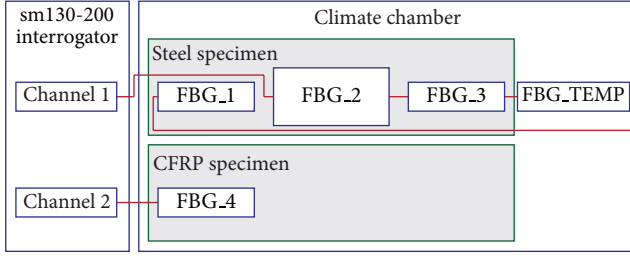 sm130-200
interrogator
Climate chamber
Steel specimen
Channel 1
FBG_1
FBG_2
FBG_3
FBG_TEMP
CFRP specimen
Channel 2
FBG_4